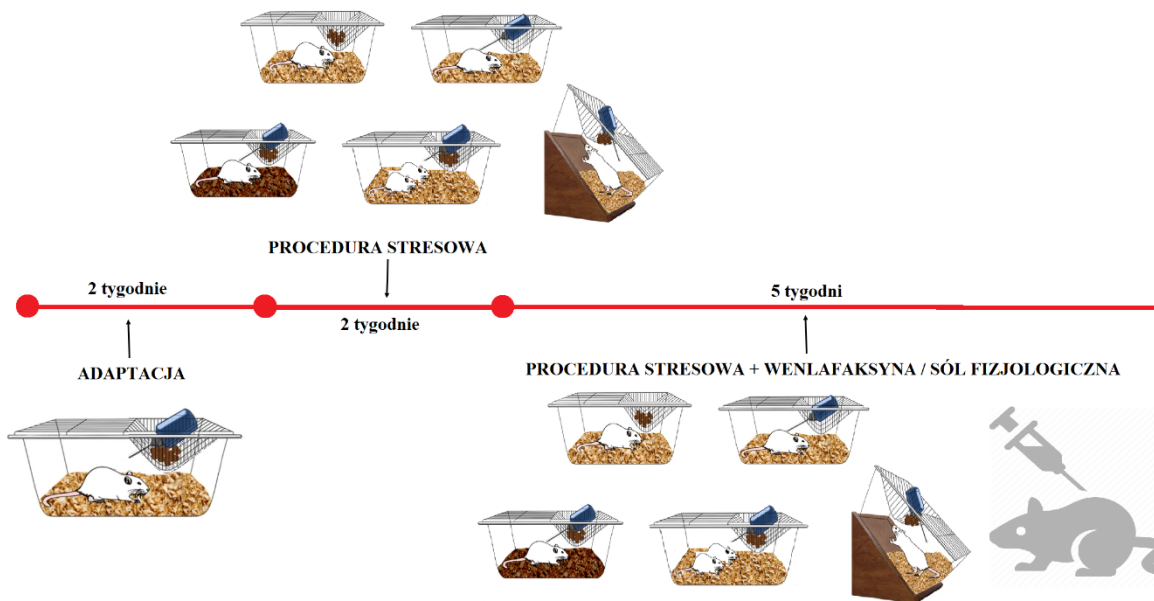 PROCEDURA STRESOWA
2 tygodnie
5 tygodni
2 tygodnie
ADAPTACJA
PROCEDURA STRESOWA + WENLAFAKSYNA / SÓL FIZJOLOGICZNA